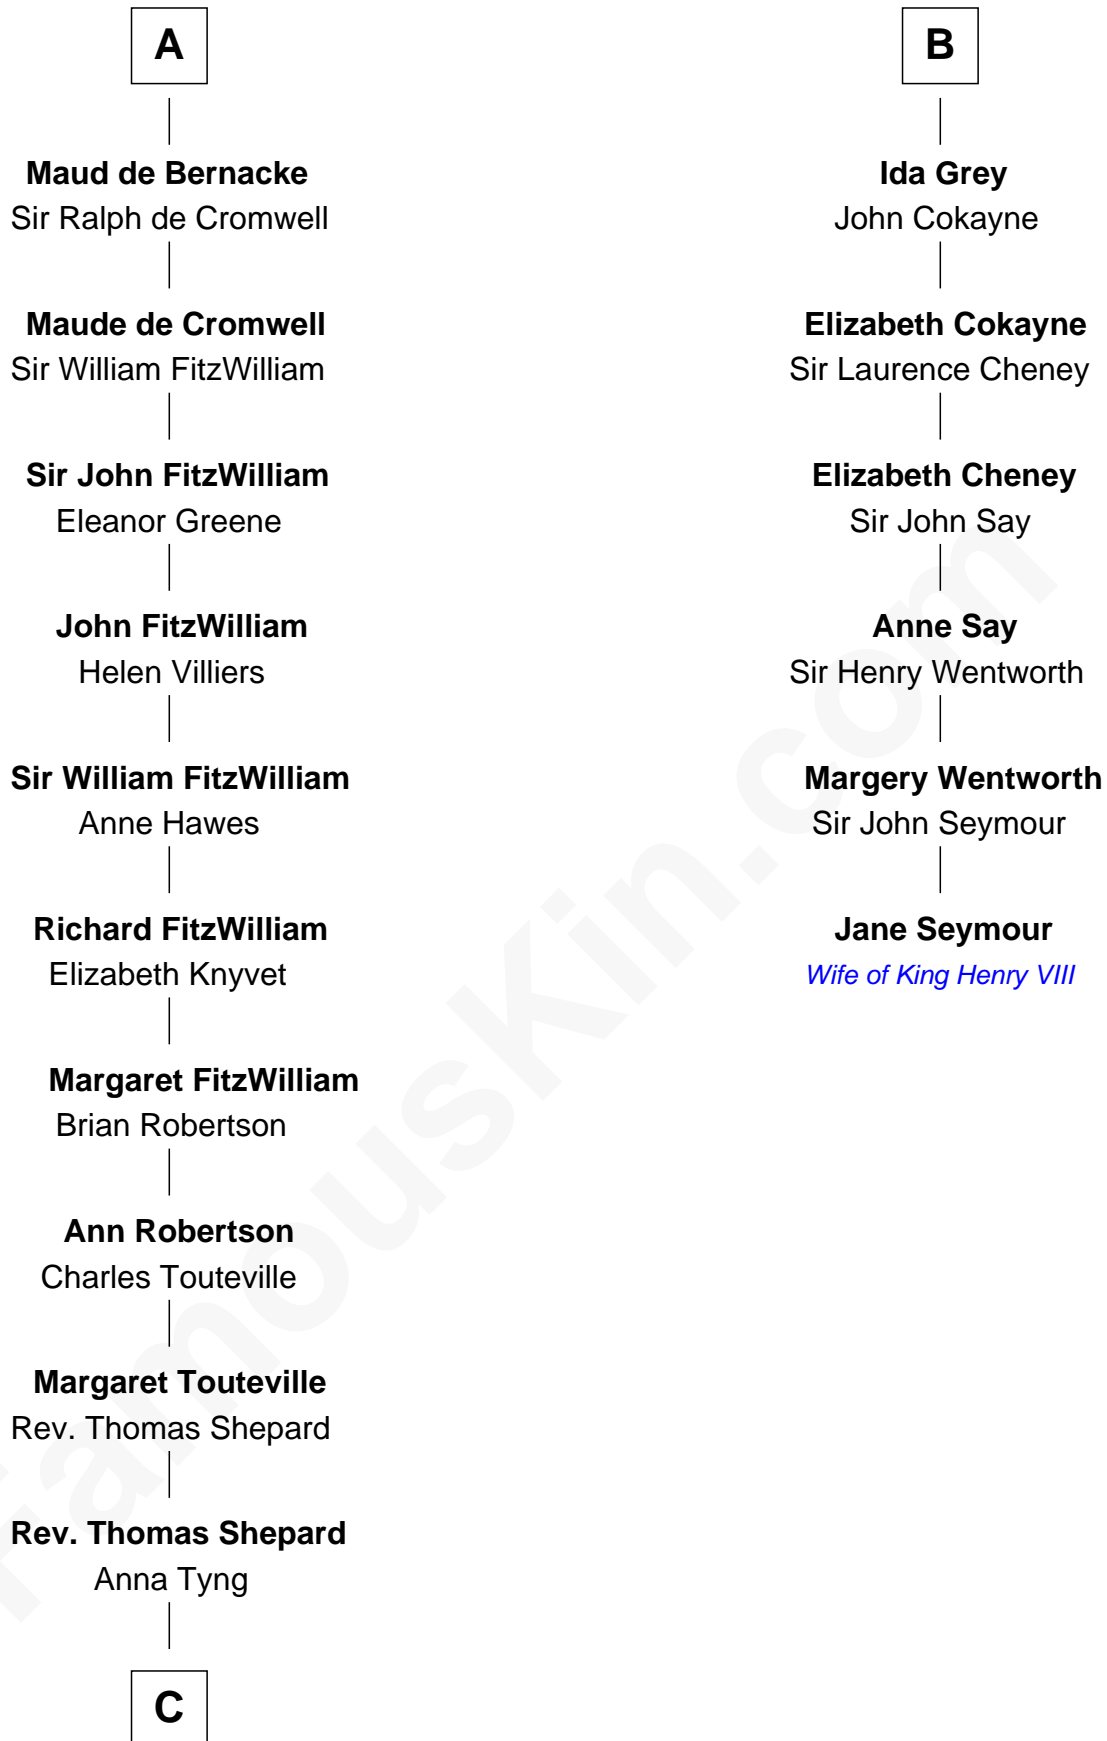 A
Maud de Bernacke
Sir Ralph de Cromwell
Maude de Cromwell
Sir William FitzWilliam
Sir John FitzWilliam
Eleanor Greene
John FitzWilliam
Helen Villiers
Sir William FitzWilliam
Anne Hawes
Richard FitzWilliam
Elizabeth Knyvet
Margaret FitzWilliam
Brian Robertson
Ann Robertson
Charles Touteville
Margaret Touteville
Rev. Thomas Shepard
Rev. Thomas Shepard
Anna Tyng
C
B
Ida Grey
John Cokayne
Elizabeth Cokayne
Sir Laurence Cheney
Elizabeth Cheney
Sir John Say
Anne Say
Sir Henry Wentworth
Margery Wentworth
Sir John Seymour
Jane Seymour
Wife of King Henry VIII
FamousKin.com